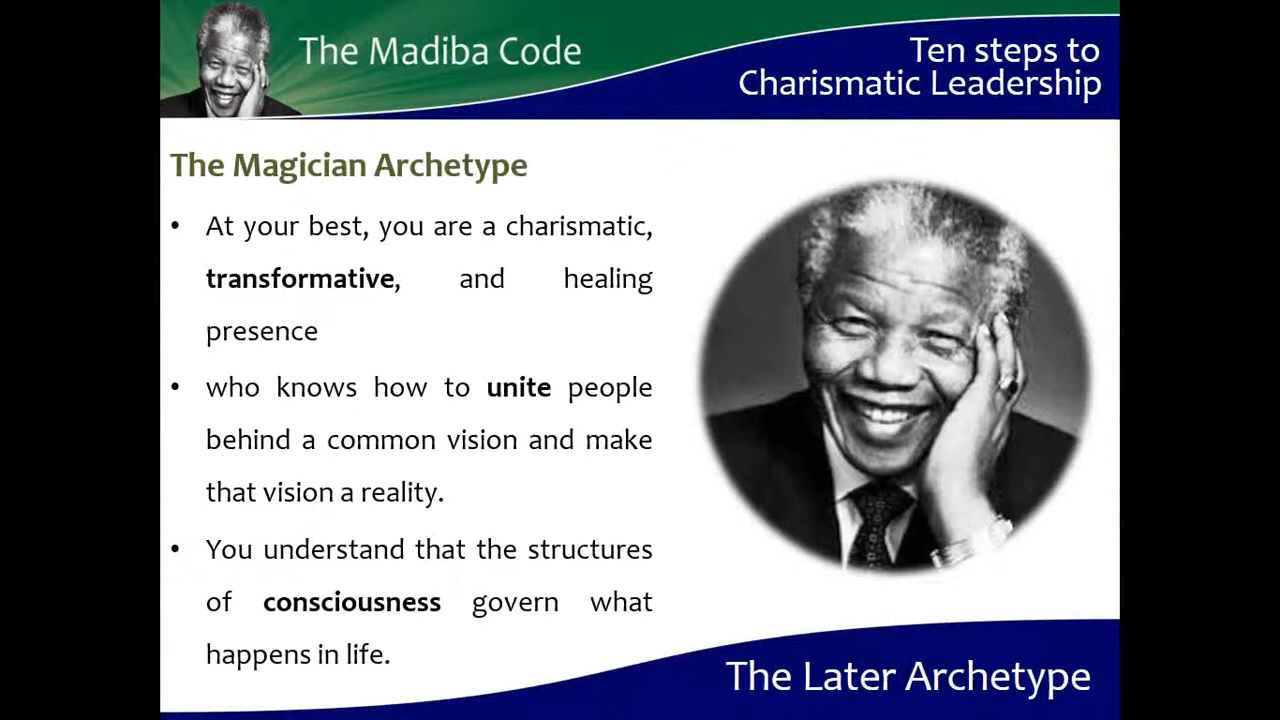 The Madiba Code
Ten steps to
Charismatic Leadership
The Magician Archetype
• At your best, you are a charismatic,
transformative, and healing
presence
• who knows how to unite people
behind a common vision and make
that vision a reality.
• You understand that the structures
of consciousness govern what
happens in life.
The Later Archetype